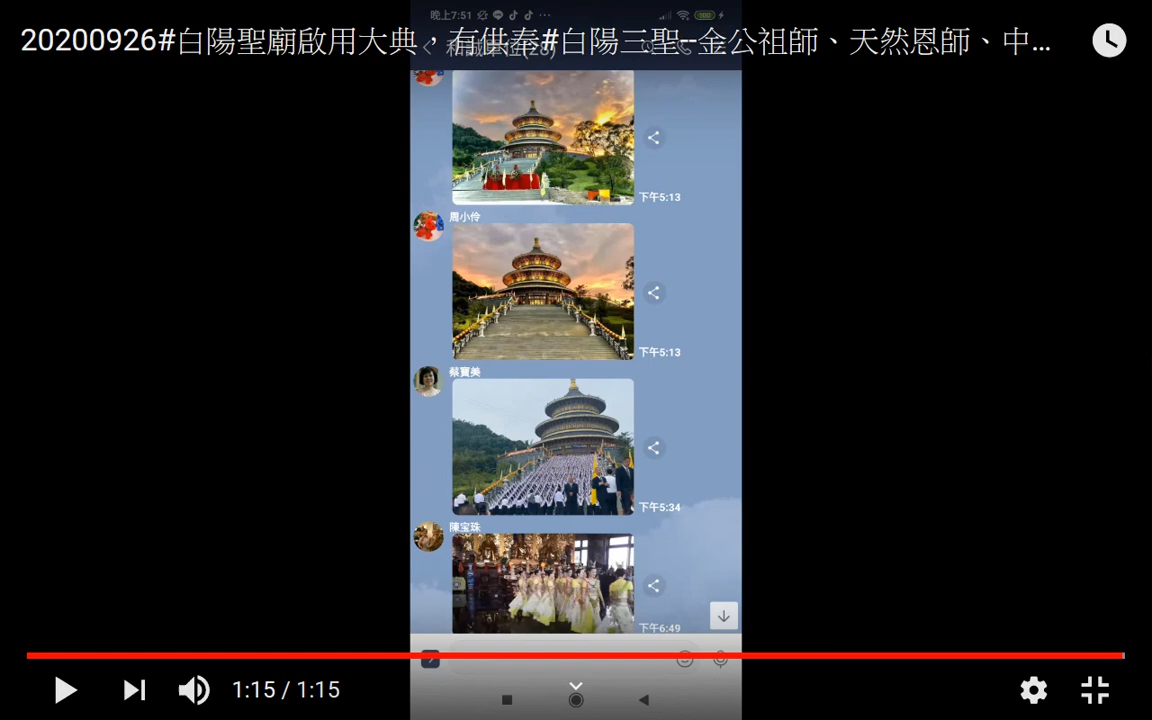 晚上7:51
20200926#白陽聖廟啟用大典，有供奉#白陽三聖--金公祖師、天然恩師、中...
下午5:13
周小伶
下午5:13
蔡寶美
下午5:34
陳宝珠
下午6:49
1:15 / 1:15